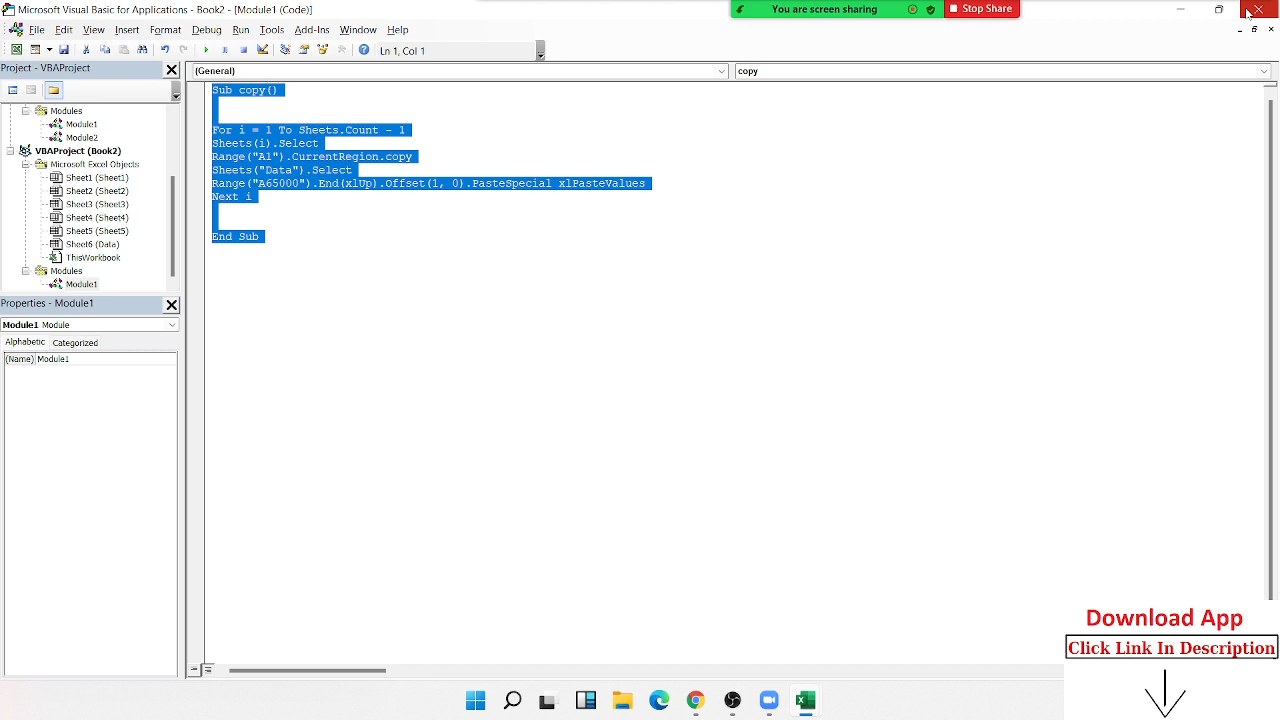 Microsoft Visual Basic for Applications - Book2 - [Module1 (Code)]
You are screen sharing
Stop Share
File Edit View Insert Format Debug Run Tools Add-Ins Window Help
Ln 1, Col 1
Project - VBAProject
(General)
copy
Modules
Module1
Module2
VBAProject (Book2)
Microsoft Excel Objects
Sheet1 (Sheet1)
Sheet2 (Sheet2)
Sheet3 (Sheet3)
Sheet4 (Sheet4)
Sheet5 (Sheet5)
Sheet6 (Data)
ThisWorkbook
Modules
Module1
Properties - Module1
Module1 Module
Alphabetic Categorized
(Name) Module1
Sub copy()
For i = 1 To Sheets.Count - 1
Sheets(i).Select
Range("A1").CurrentRegion.copy
Sheets("Data").Select
Range("A65000").End(xlUp).Offset(1, 0).PasteSpecial xlPasteValues
Next i
End Sub
Download App
Click Link In Description